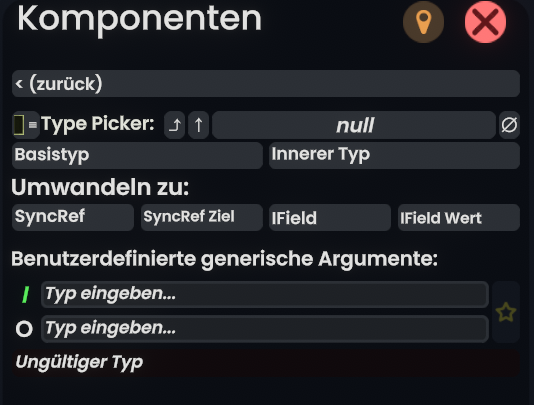 Komponenten
< (zurück)
≡ Type Picker: ⤴ ↑ null ∅
Basistyp Innerer Typ
Umwandeln zu:
SyncRef SyncRef Ziel IField IField Wert
Benutzerdefinierte generische Argumente:
I Typ eingeben...
O Typ eingeben...
Ungültiger Typ